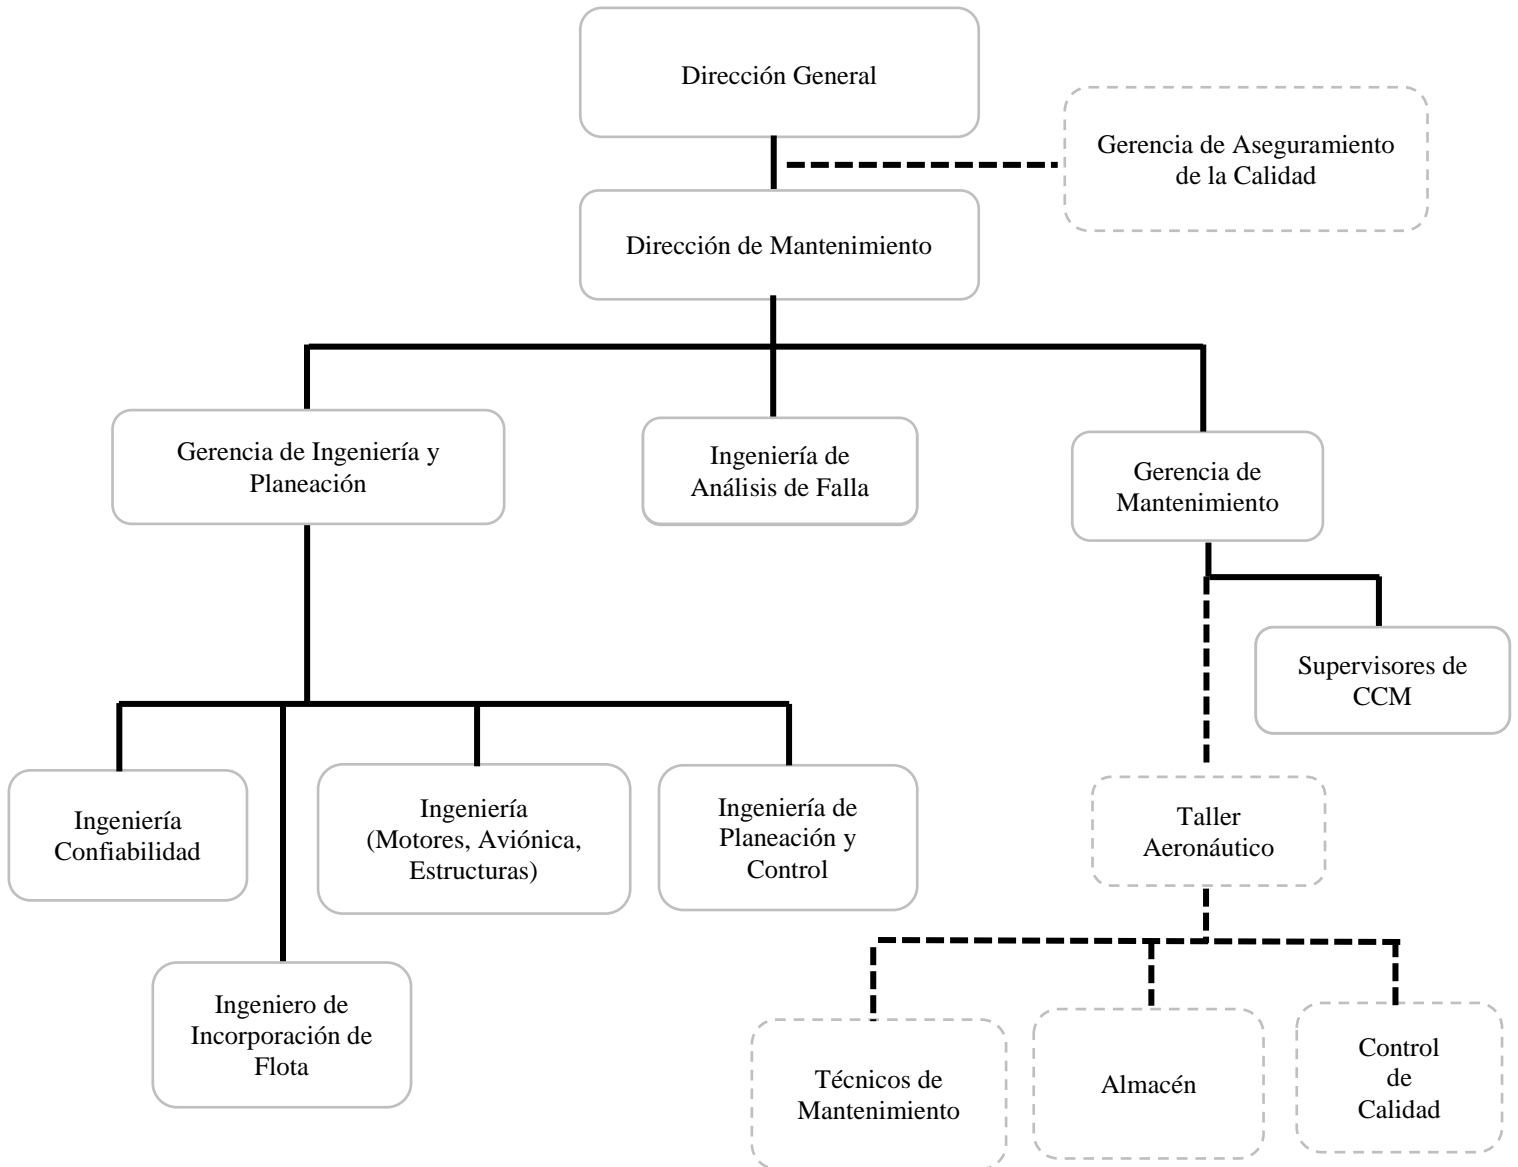 Dirección General
Gerencia de Aseguramiento
de la Calidad
Dirección de Mantenimiento
Gerencia de Ingeniería y
Planeación
Ingeniería de
Análisis de Falla
Gerencia de
Mantenimiento
Supervisores de
CCM
Ingeniería
Confiabilidad
Ingeniería
(Motores, Aviónica,
Estructuras)
Ingeniería de
Planeación y
Control
Taller
Aeronáutico
Ingeniero de
Incorporación de
Flota
Técnicos de
Mantenimiento
Almacén
Control
de
Calidad